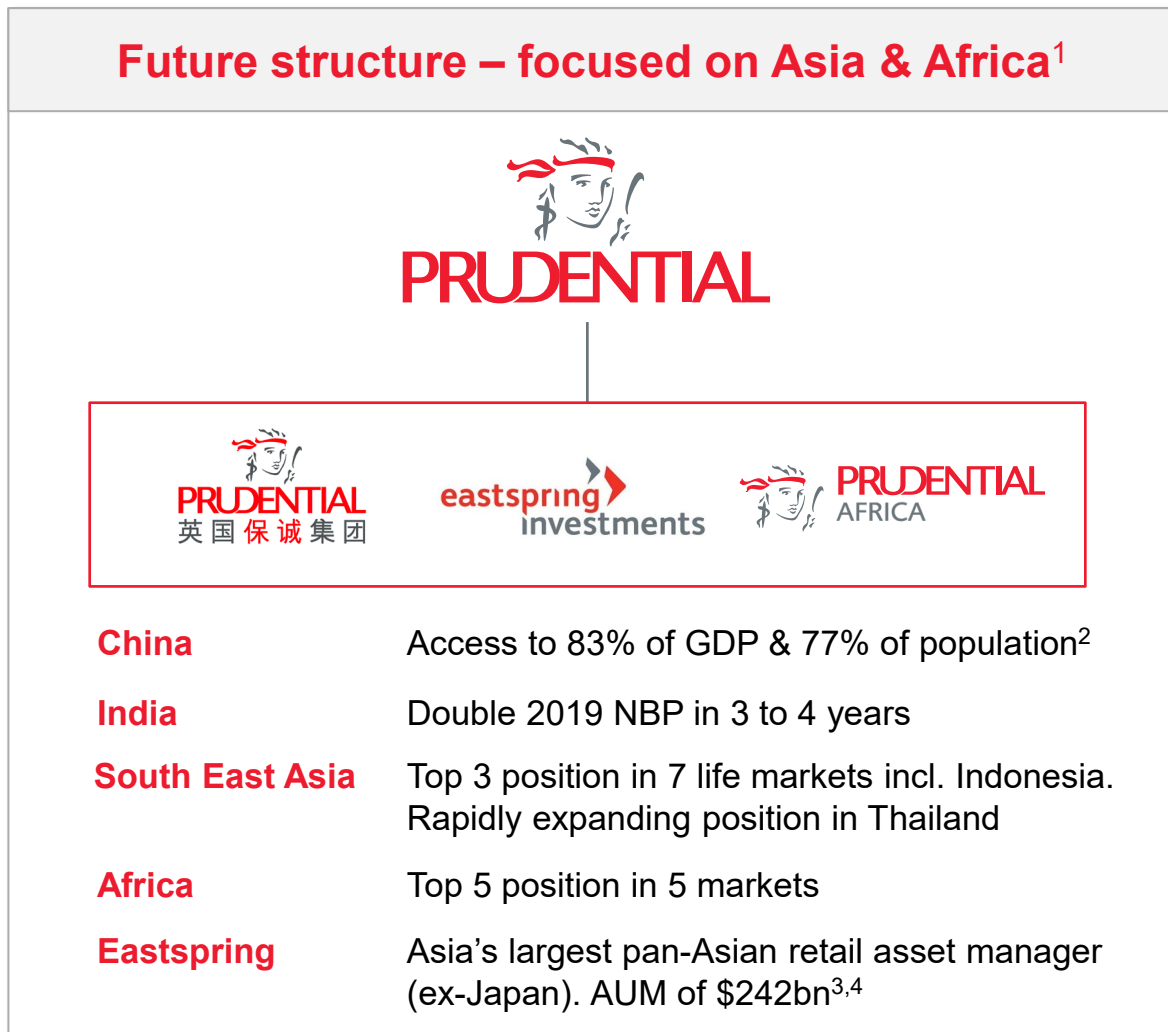 Future structure – focused on Asia & Africa1
PRUDENTIAL
PRUDENTIAL
英国保诚集团
eastspring
investments
PRUDENTIAL
AFRICA
China Access to 83% of GDP & 77% of population2
India Double 2019 NBP in 3 to 4 years
South East Asia Top 3 position in 7 life markets incl. Indonesia.
Rapidly expanding position in Thailand
Africa Top 5 position in 5 markets
Eastspring Asia’s largest pan-Asian retail asset manager
(ex-Japan). AUM of $242bn3,4